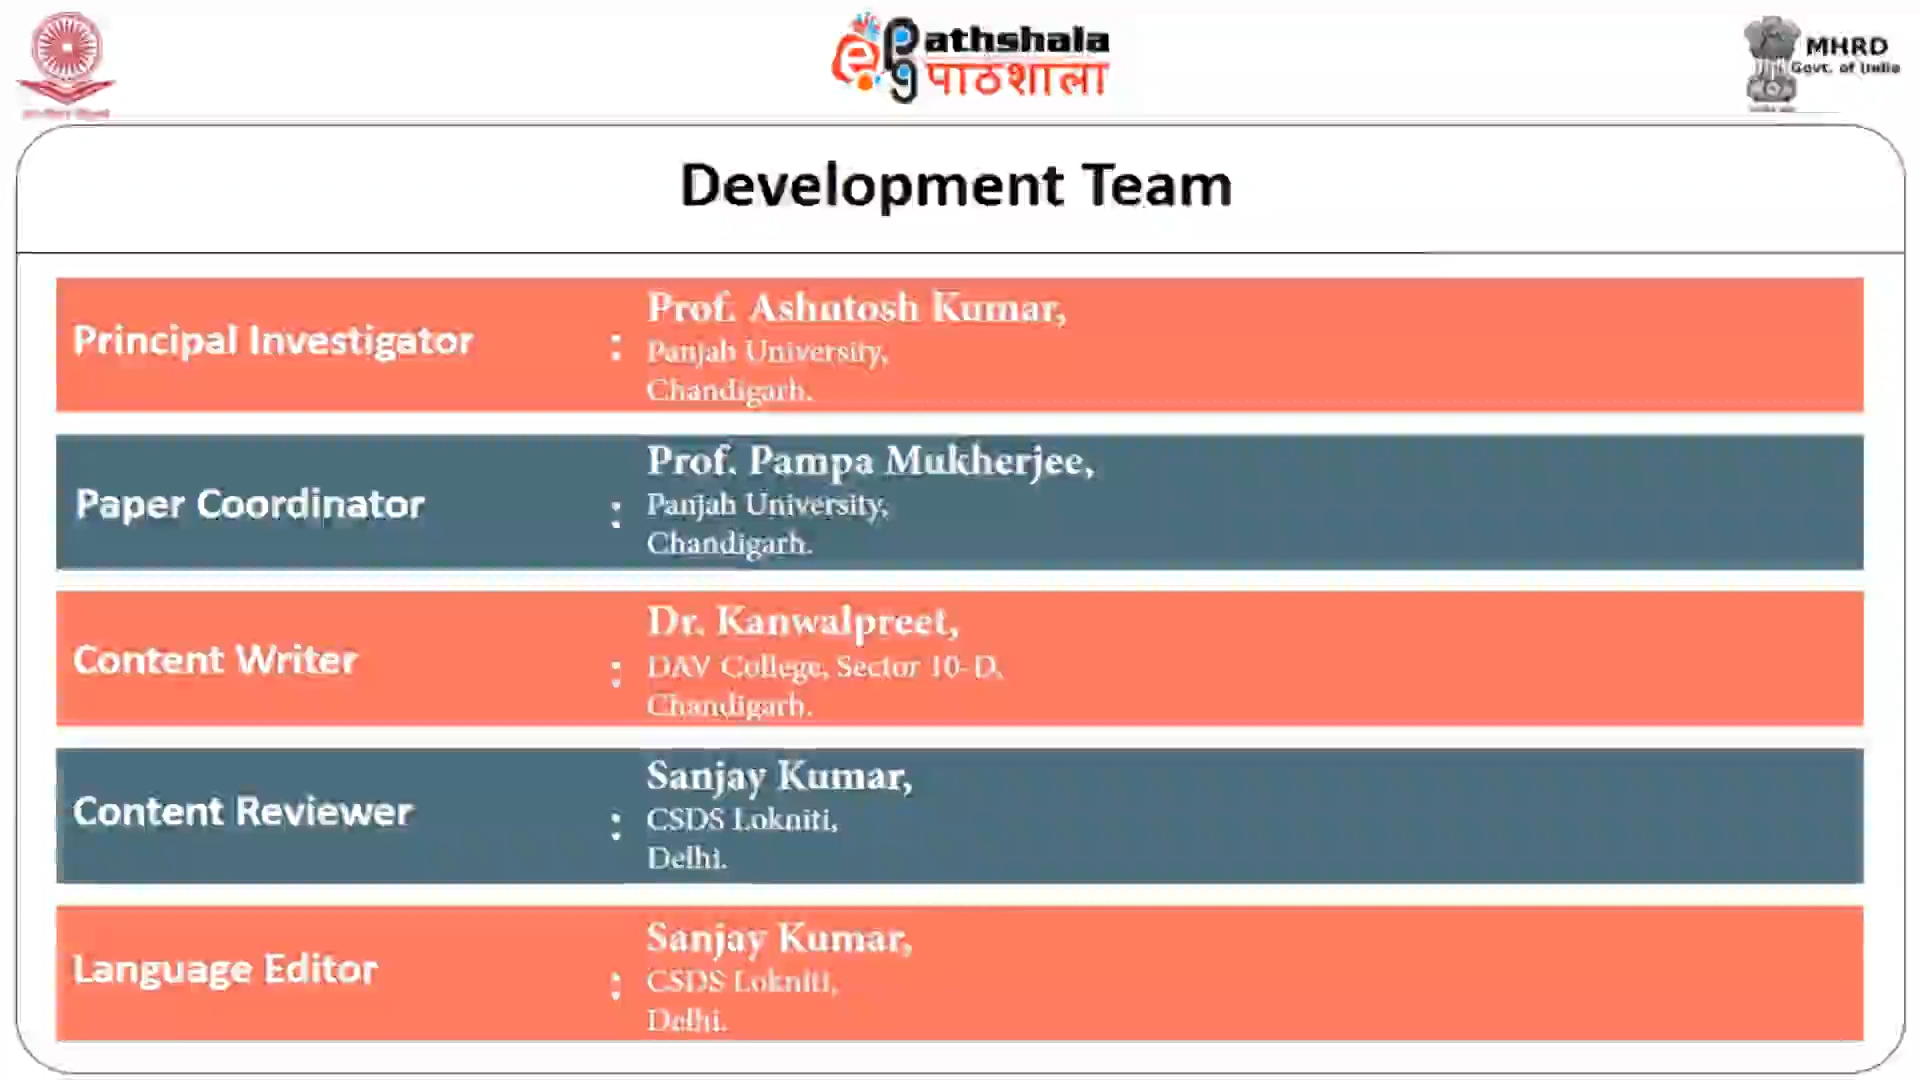 ePathshala
पाठशाला
MHRD
Govt. of India
Development Team
Principal Investigator
:
Prof. Ashutosh Kumar,
Panjab University,
Chandigarh.
Paper Coordinator
:
Prof. Pampa Mukherjee,
Panjab University,
Chandigarh.
Content Writer
:
Dr. Kanwalpreet,
DAV College, Sector 10-D,
Chandigarh.
Content Reviewer
:
Sanjay Kumar,
CSDS Lokniti,
Delhi.
Language Editor
:
Sanjay Kumar,
CSDS Lokniti,
Delhi.